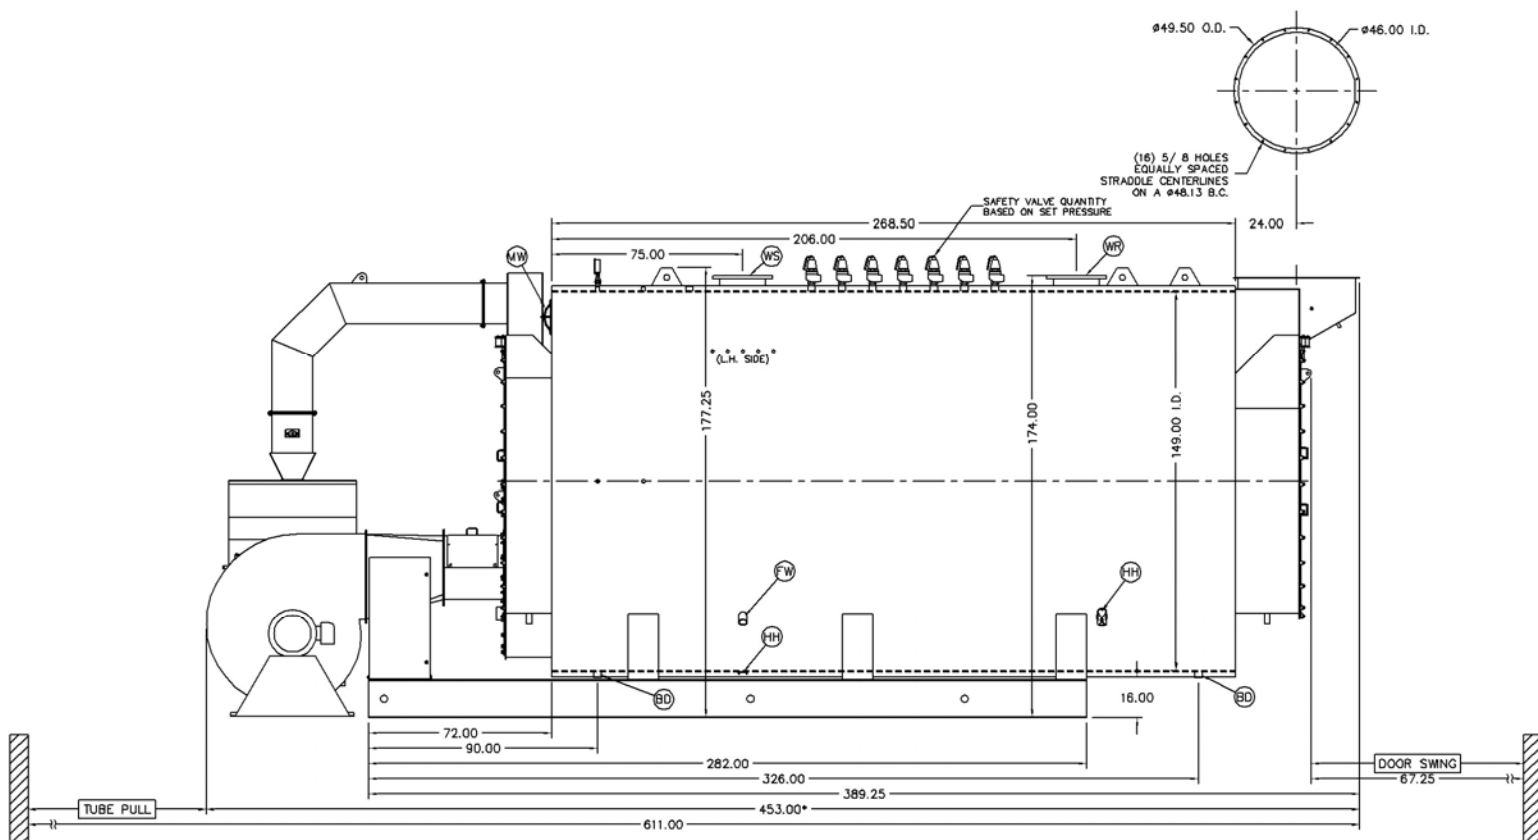 ø49.50 O.D.
ø46.00 I.D.
(16) 5/ 8 HOLES
EQUALLY SPACED
STRADDLE CENTERLINES
ON A ø48.13 B.C.
SAFETY VALVE QUANTITY
BASED ON SET PRESSURE
268.50
24.00
206.00
75.00
MW
WS
WR
* * * * *
(L.H. SIDE)
177.25
174.00
149.00 I.D.
FW
HH
HH
BD
BD
16.00
72.00
90.00
282.00
DOOR SWING
326.00
67.25
389.25
TUBE PULL
453.00*
611.00